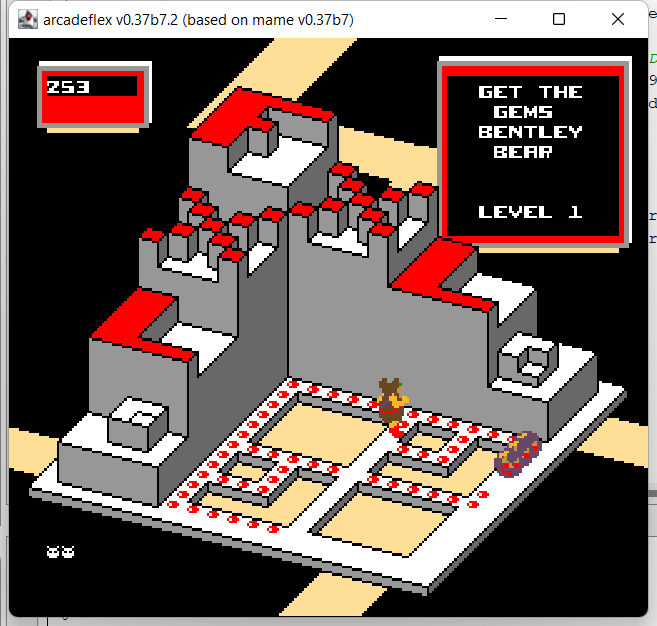 arcadeflex v0.37b7.2 (based on mame v0.37b7)
253
GET THE
GEMS
BENTLEY
BEAR
LEVEL 1